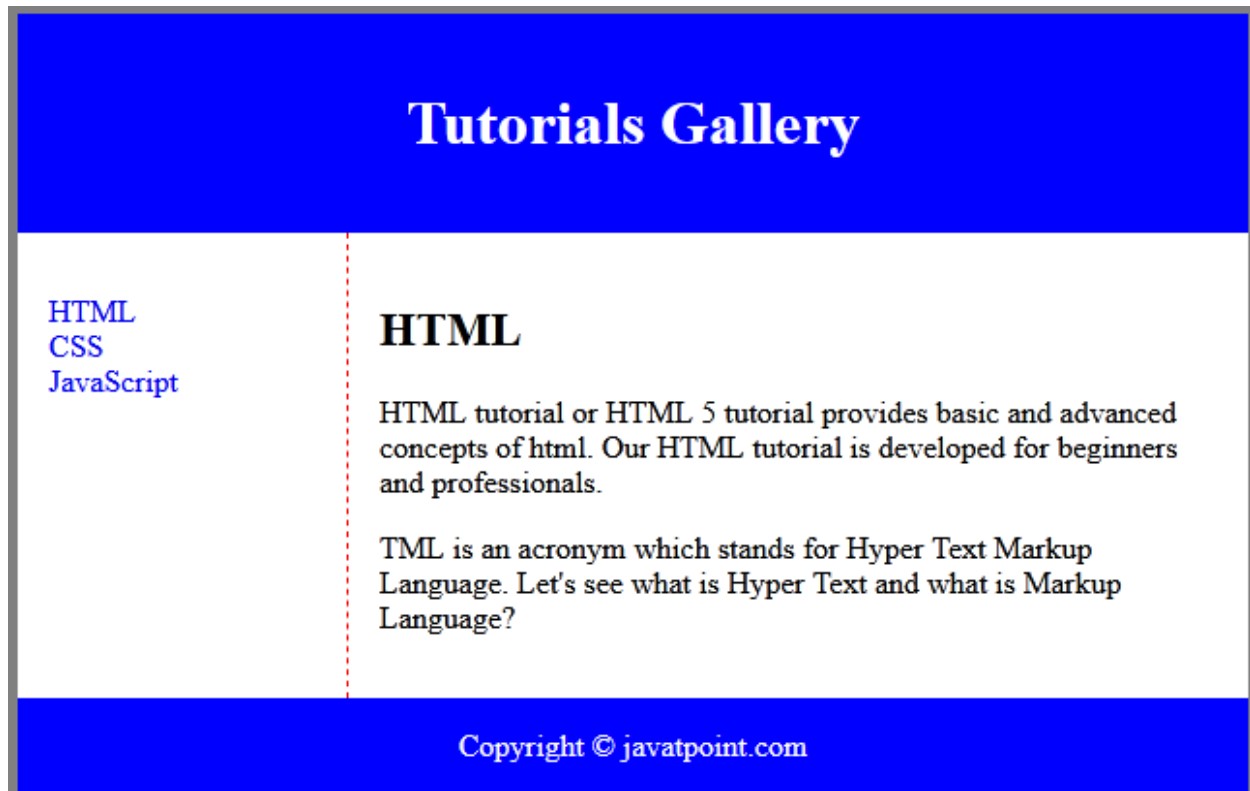 Tutorials Gallery
HTML
CSS
JavaScript
HTML
HTML tutorial or HTML 5 tutorial provides basic and advanced
concepts of html. Our HTML tutorial is developed for beginners
and professionals.
TML is an acronym which stands for Hyper Text Markup
Language. Let's see what is Hyper Text and what is Markup
Language?
Copyright © javatpoint.com